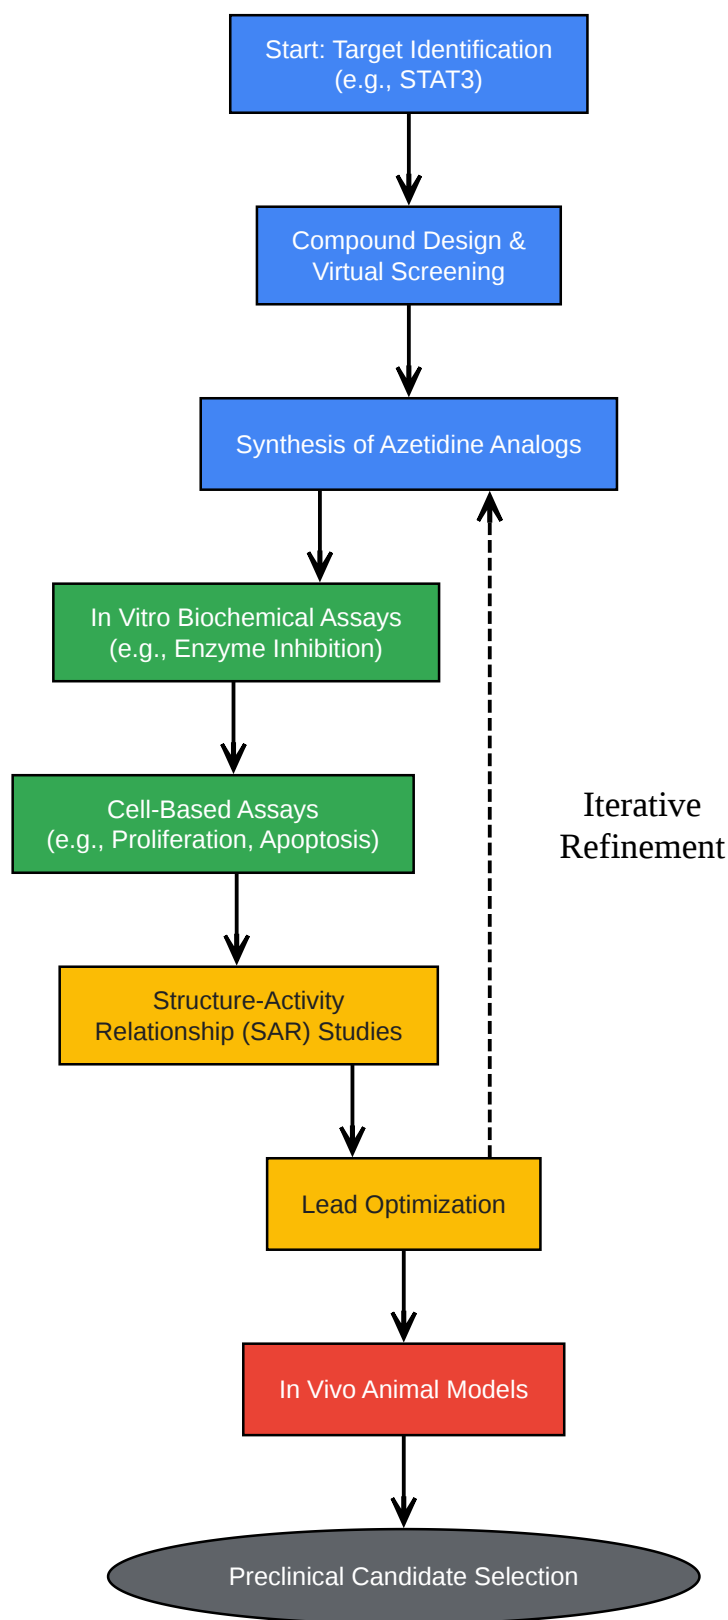 Start: Target Identification
(e.g., STAT3)
Compound Design &
Virtual Screening
Synthesis of Azetidine Analogs
In Vitro Biochemical Assays
(e.g., Enzyme Inhibition)
Cell-Based Assays
(e.g., Proliferation, Apoptosis)
Iterative
Refinement
Structure-Activity
Relationship (SAR) Studies
Lead Optimization
In Vivo Animal Models
Preclinical Candidate Selection